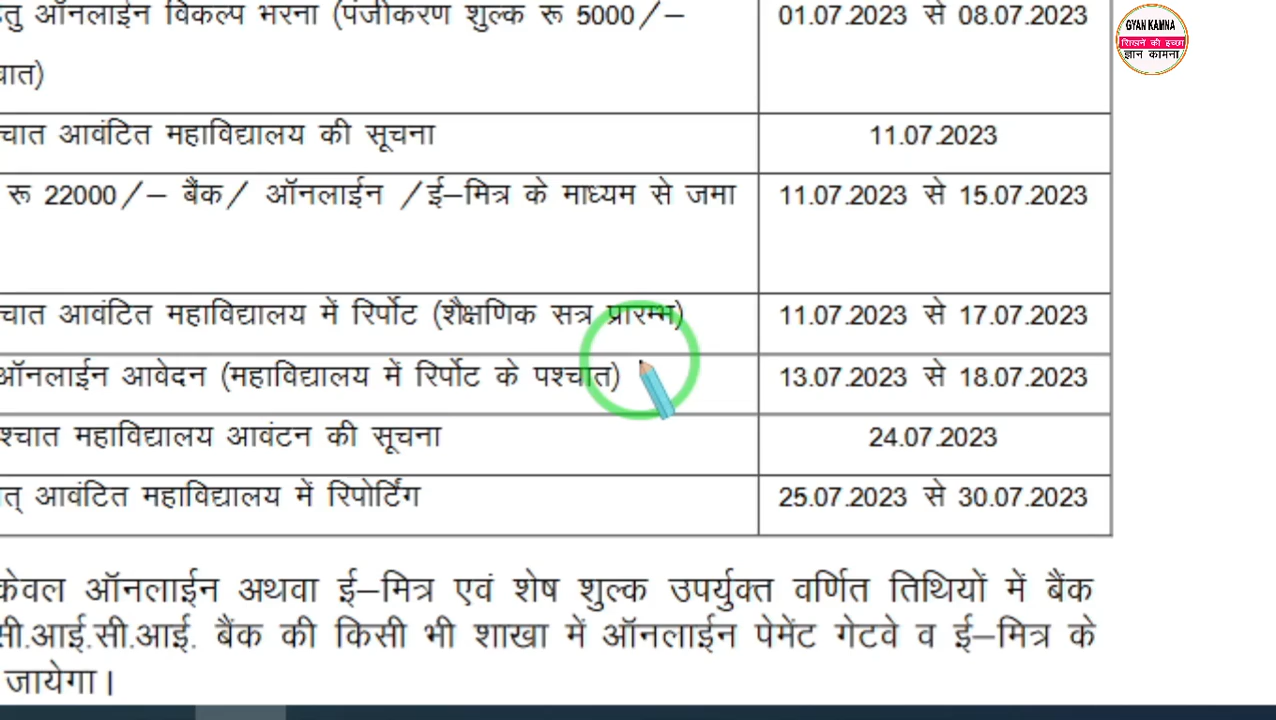 ऑनलाईन विकल्प भरना (पंजीकरण शुल्क रू 5000/– 01.07.2023 से 08.07.2023
GYAN KAMNA
सिखनें की इच्छा
ज्ञान कामना
आवंटित महाविद्यालय की सूचना 11.07.2023
रू 22000/– बैंक/ ऑनलाईन /ई–मित्र के माध्यम से जमा 11.07.2023 से 15.07.2023
आवंटित महाविद्यालय में रिर्पोट (शैक्षणिक सत्र प्रारम्भ) 11.07.2023 से 17.07.2023
ऑनलाईन आवेदन (महाविद्यालय में रिर्पोट के पश्चात) 13.07.2023 से 18.07.2023
महाविद्यालय आवंटन की सूचना 24.07.2023
आवंटित महाविद्यालय में रिपोर्टिंग 25.07.2023 से 30.07.2023
केवल ऑनलाईन अथवा ई–मित्र एवं शेष शुल्क उपर्युक्त वर्णित तिथियों में बैंक
सी.आई.सी.आई. बैंक की किसी भी शाखा में ऑनलाईन पेमेंट गेटवे व ई–मित्र के
जायेगा।